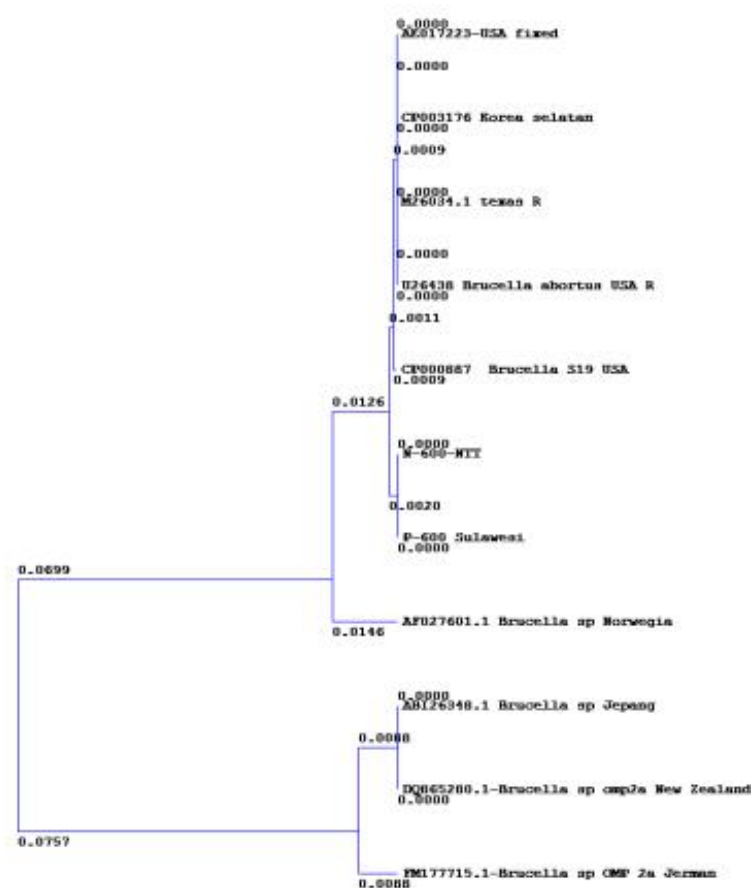 0.0000
AE017223-USA fixed
0.0000
CP003176 Korea selatan
0.0000
0.0009
0.0000
M26034.1 texas R
0.0000
U26438 Brucella abortus USA R
0.0000
0.0011
CP000887 Brucella S19 USA
0.0009
0.0126
0.0000
N-600-NTT
0.0020
P-600 Sulawesi
0.0000
0.0699
AF027601.1 Brucella sp Norwegia
0.0146
0.0000
AB126348.1 Brucella sp Jepang
0.0088
DQ865280.1-Brucella sp omp2a New Zealand
0.0000
0.0757
FM177715.1-Brucella sp OMP 2a Jerman
0.0088